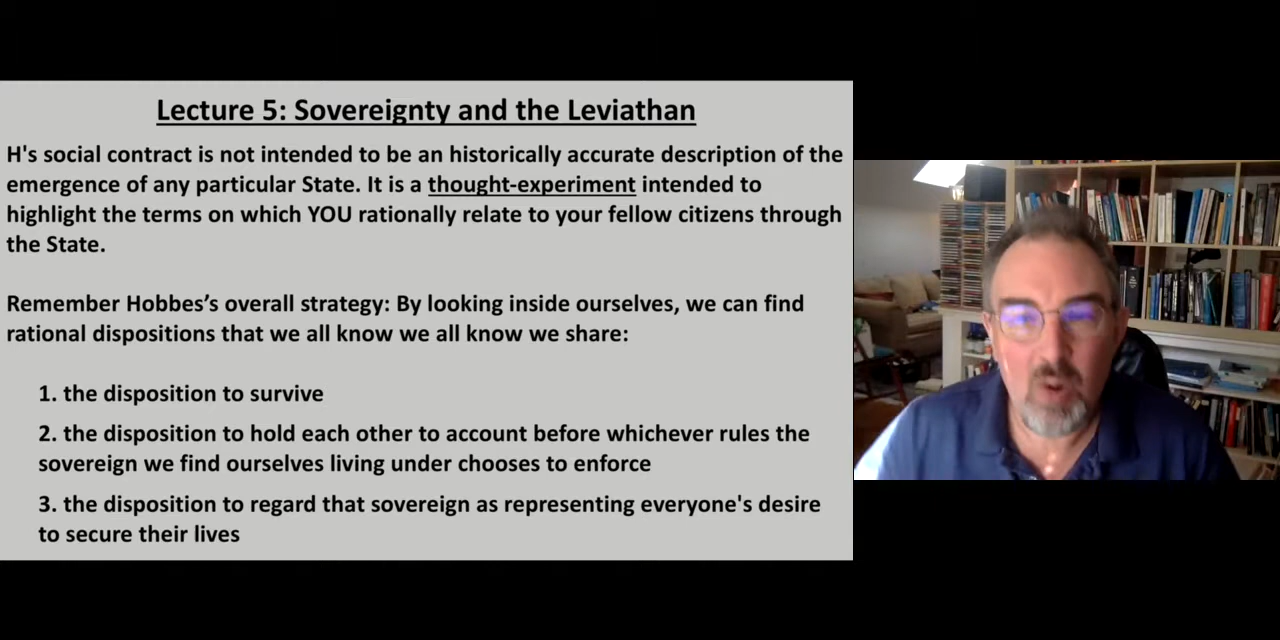 Lecture 5: Sovereignty and the Leviathan
H's social contract is not intended to be an historically accurate description of the
emergence of any particular State. It is a thought-experiment intended to
highlight the terms on which YOU rationally relate to your fellow citizens through
the State.
Remember Hobbes's overall strategy: By looking inside ourselves, we can find
rational dispositions that we all know we all know we share:
1. the disposition to survive
2. the disposition to hold each other to account before whichever rules the
sovereign we find ourselves living under chooses to enforce
3. the disposition to regard that sovereign as representing everyone's desire
to secure their lives